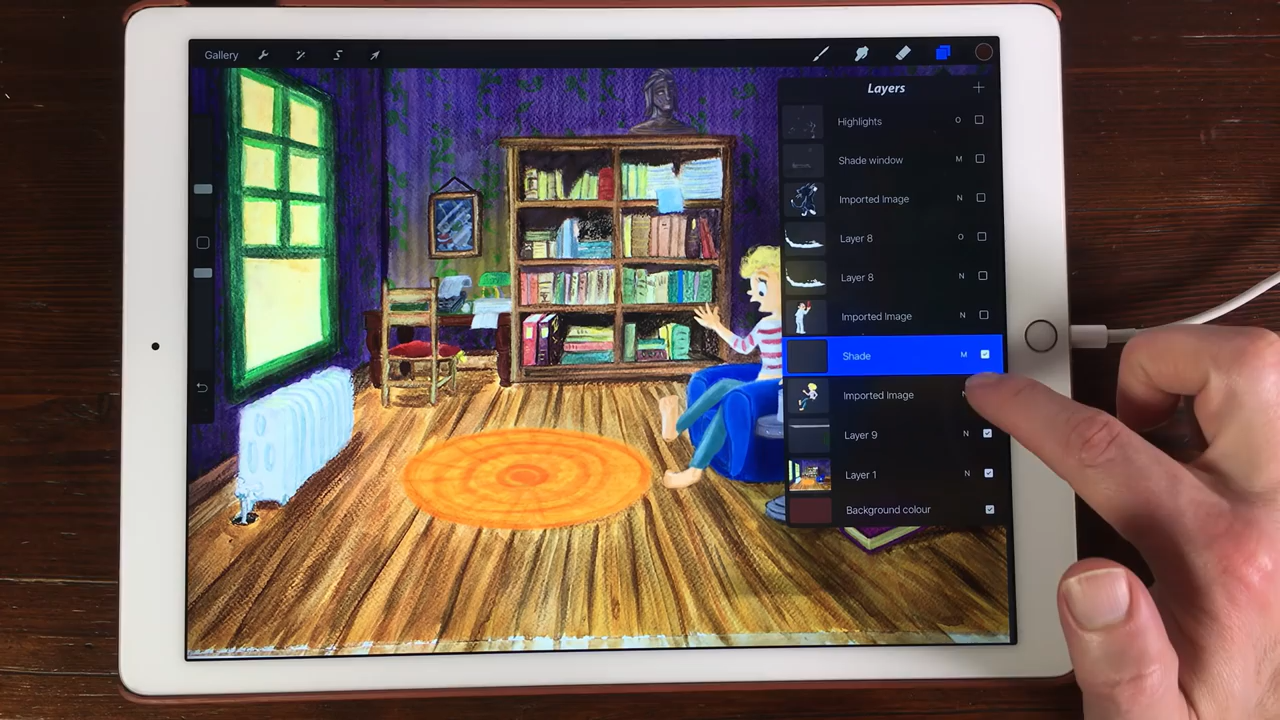 Gallery
Layers
Highlights O
Shade window M
Imported Image N
Layer 8 O
Layer 8 N
Imported Image N
Shade M
Imported Image N
Layer 9 N
Layer 1 N
Background colour